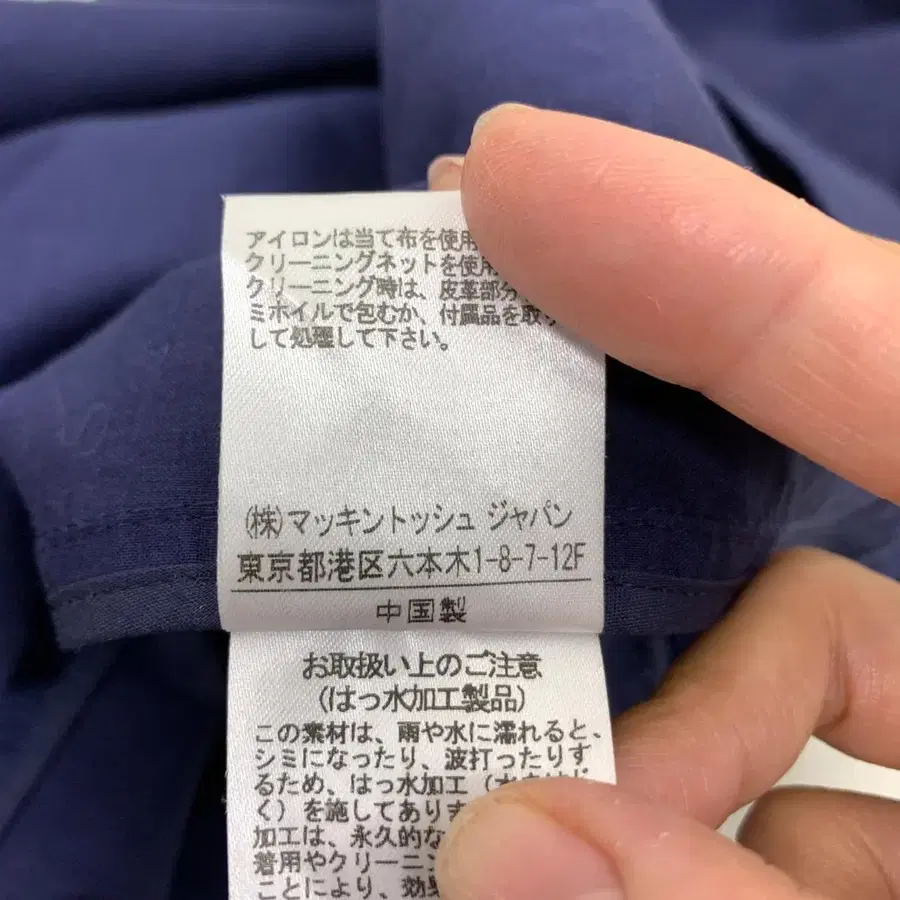 アイロンは当て布を使用
クリーニングネットを使用
クリーニング時は、皮革部分
ミホイルで包むか、付属品を取り
して処理して下さい。
(株)マッキントッシュ ジャパン
東京都港区六本木1-8-7-12F
中国製
お取扱い上のご注意
(はっ水加工製品)
この素材は、雨や水に濡れると、
シミになったり、波打ったりす
るため、はっ水加工(水をはじ
く)を施してありま
加工は、永久的な
着用やクリーニン
ことにより、効果